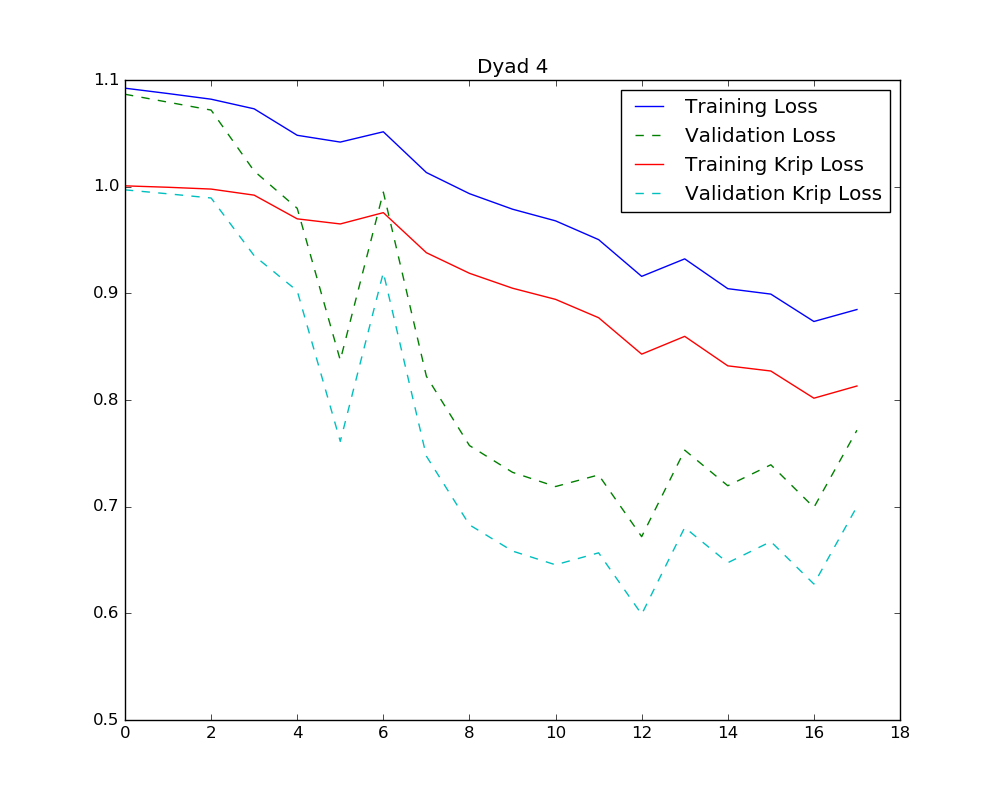 Dyad 4
1.1
1.0
0.9
0.8
0.7
0.6
0.5
0 2 4 6 8 10 12 14 16 18
Training Loss
Validation Loss
Training Krip Loss
Validation Krip Loss